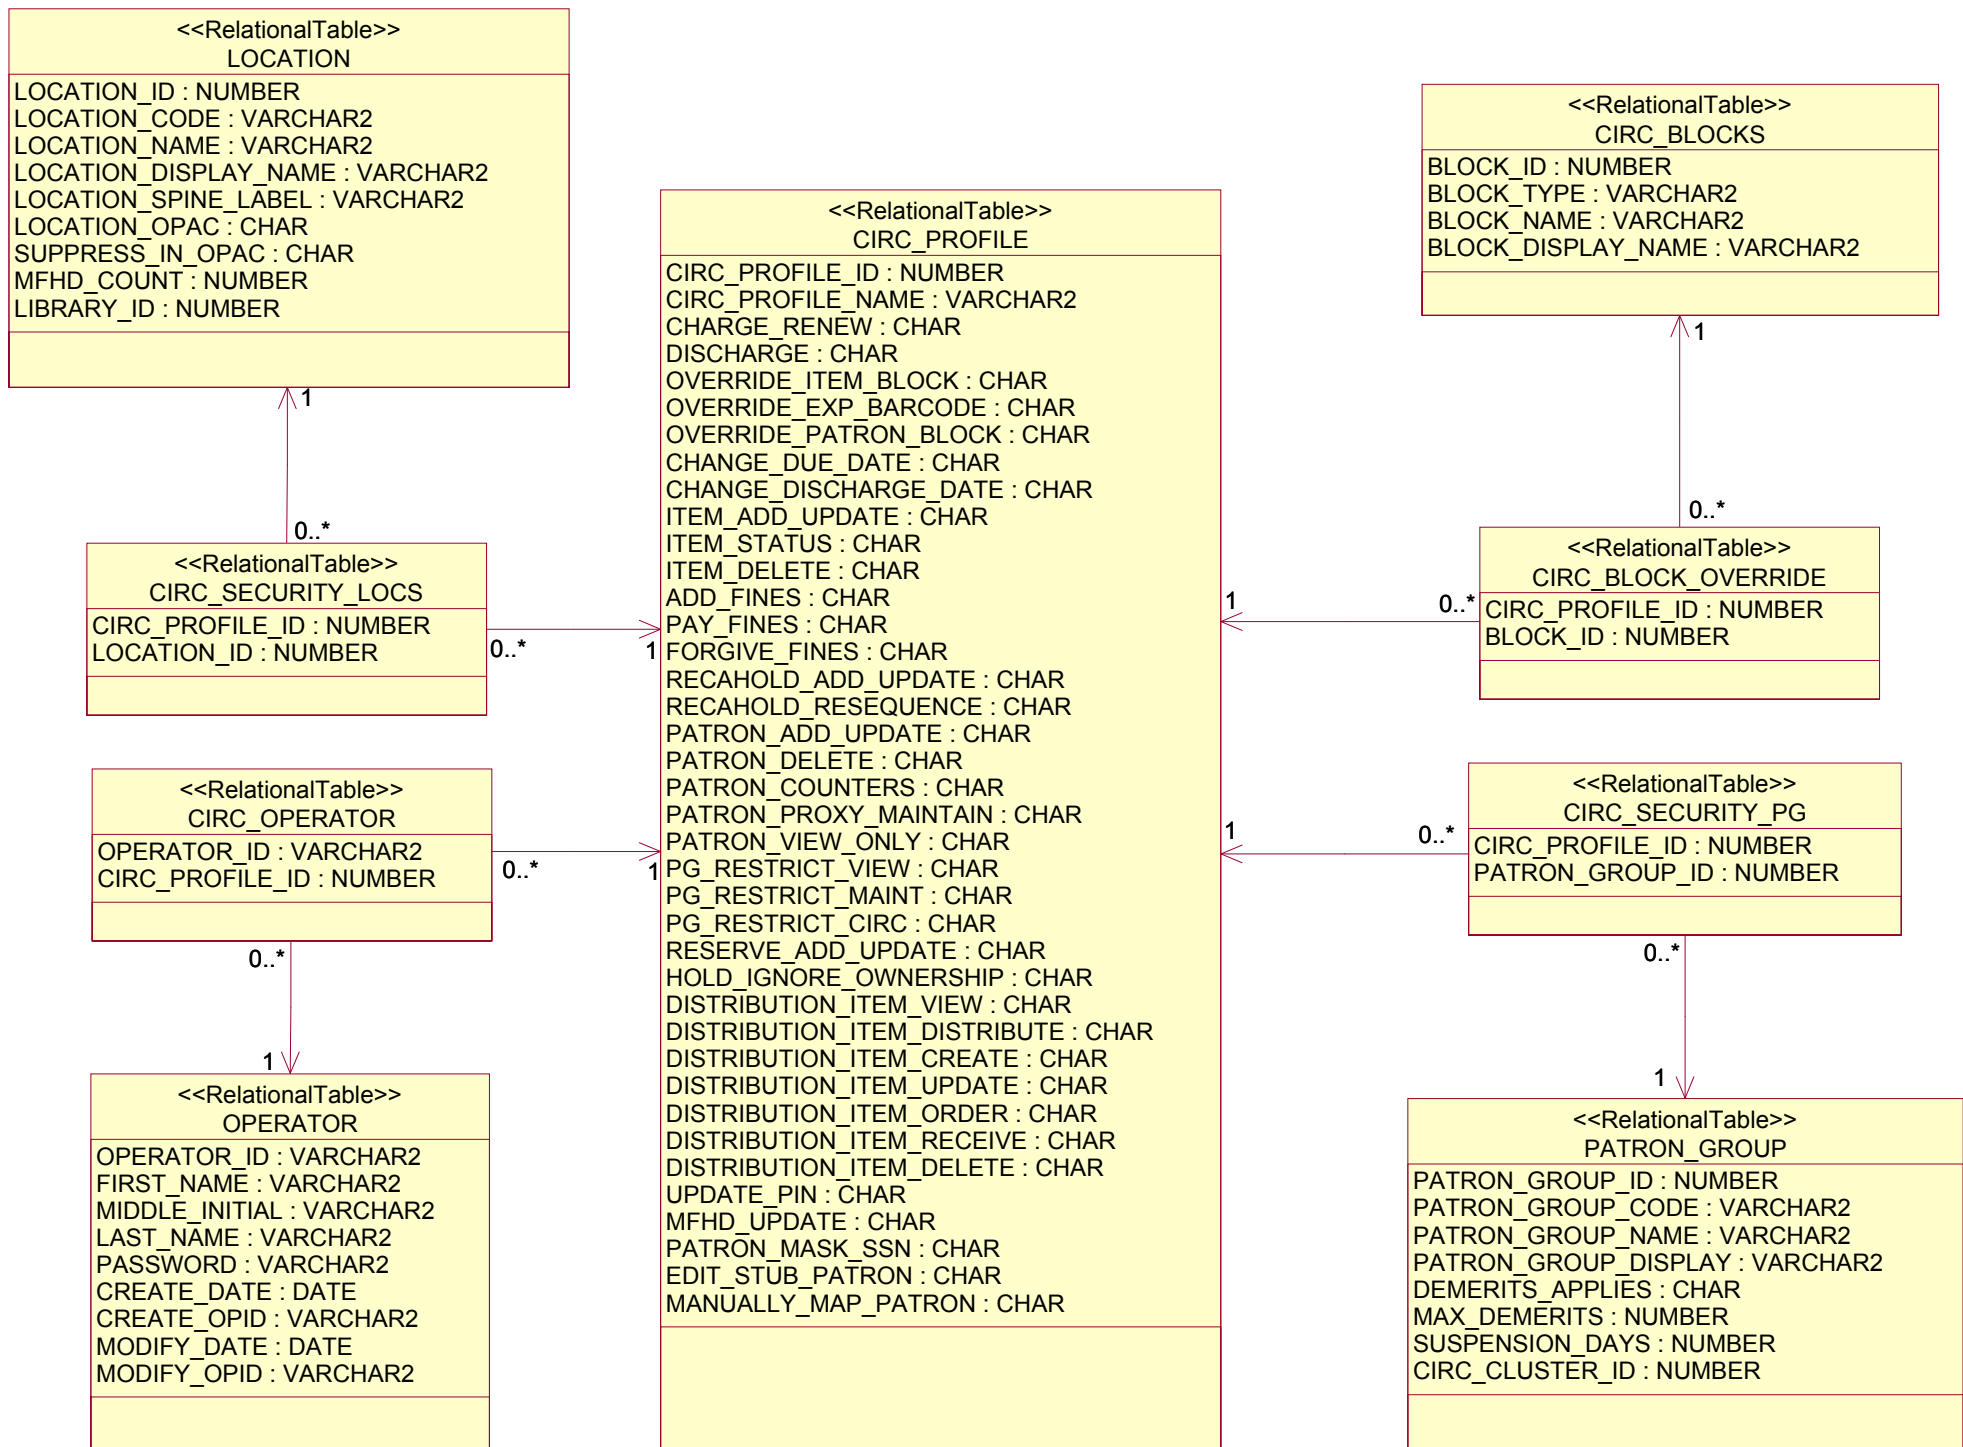 <<RelationalTable>>
LOCATION
LOCATION_ID : NUMBER
LOCATION_CODE : VARCHAR2
LOCATION_NAME : VARCHAR2
LOCATION_DISPLAY_NAME : VARCHAR2
LOCATION_SPINE_LABEL : VARCHAR2
LOCATION_OPAC : CHAR
SUPPRESS_IN_OPAC : CHAR
MFHD_COUNT : NUMBER
LIBRARY_ID : NUMBER
1
0..*
<<RelationalTable>>
CIRC_SECURITY_LOCS
CIRC_PROFILE_ID : NUMBER
LOCATION_ID : NUMBER
0..*
1
<<RelationalTable>>
CIRC_OPERATOR
OPERATOR_ID : VARCHAR2
CIRC_PROFILE_ID : NUMBER
0..*
1
0..*
1
<<RelationalTable>>
OPERATOR
OPERATOR_ID : VARCHAR2
FIRST_NAME : VARCHAR2
MIDDLE_INITIAL : VARCHAR2
LAST_NAME : VARCHAR2
PASSWORD : VARCHAR2
CREATE_DATE : DATE
CREATE_OPID : VARCHAR2
MODIFY_DATE : DATE
MODIFY_OPID : VARCHAR2
<<RelationalTable>>
CIRC_PROFILE
CIRC_PROFILE_ID : NUMBER
CIRC_PROFILE_NAME : VARCHAR2
CHARGE_RENEW : CHAR
DISCHARGE : CHAR
OVERRIDE_ITEM_BLOCK : CHAR
OVERRIDE_EXP_BARCODE : CHAR
OVERRIDE_PATRON_BLOCK : CHAR
CHANGE_DUE_DATE : CHAR
CHANGE_DISCHARGE_DATE : CHAR
ITEM_ADD_UPDATE : CHAR
ITEM_STATUS : CHAR
ITEM_DELETE : CHAR
ADD_FINES : CHAR
PAY_FINES : CHAR
FORGIVE_FINES : CHAR
RECAHOLD_ADD_UPDATE : CHAR
RECAHOLD_RESEQUENCE : CHAR
PATRON_ADD_UPDATE : CHAR
PATRON_DELETE : CHAR
PATRON_COUNTERS : CHAR
PATRON_PROXY_MAINTAIN : CHAR
PATRON_VIEW_ONLY : CHAR
PG_RESTRICT_VIEW : CHAR
PG_RESTRICT_MAINT : CHAR
PG_RESTRICT_CIRC : CHAR
RESERVE_ADD_UPDATE : CHAR
HOLD_IGNORE_OWNERSHIP : CHAR
DISTRIBUTION_ITEM_VIEW : CHAR
DISTRIBUTION_ITEM_DISTRIBUTE : CHAR
DISTRIBUTION_ITEM_CREATE : CHAR
DISTRIBUTION_ITEM_UPDATE : CHAR
DISTRIBUTION_ITEM_ORDER : CHAR
DISTRIBUTION_ITEM_RECEIVE : CHAR
DISTRIBUTION_ITEM_DELETE : CHAR
UPDATE_PIN : CHAR
MFHD_UPDATE : CHAR
PATRON_MASK_SSN : CHAR
EDIT_STUB_PATRON : CHAR
MANUALLY_MAP_PATRON : CHAR
<<RelationalTable>>
CIRC_BLOCKS
BLOCK_ID : NUMBER
BLOCK_TYPE : VARCHAR2
BLOCK_NAME : VARCHAR2
BLOCK_DISPLAY_NAME : VARCHAR2
1
0..*
<<RelationalTable>>
CIRC_BLOCK_OVERRIDE
CIRC_PROFILE_ID : NUMBER
BLOCK_ID : NUMBER
1
0..*
<<RelationalTable>>
CIRC_SECURITY_PG
CIRC_PROFILE_ID : NUMBER
PATRON_GROUP_ID : NUMBER
1
0..*
0..*
1
<<RelationalTable>>
PATRON_GROUP
PATRON_GROUP_ID : NUMBER
PATRON_GROUP_CODE : VARCHAR2
PATRON_GROUP_NAME : VARCHAR2
PATRON_GROUP_DISPLAY : VARCHAR2
DEMERITS_APPLIES : CHAR
MAX_DEMERITS : NUMBER
SUSPENSION_DAYS : NUMBER
CIRC_CLUSTER_ID : NUMBER